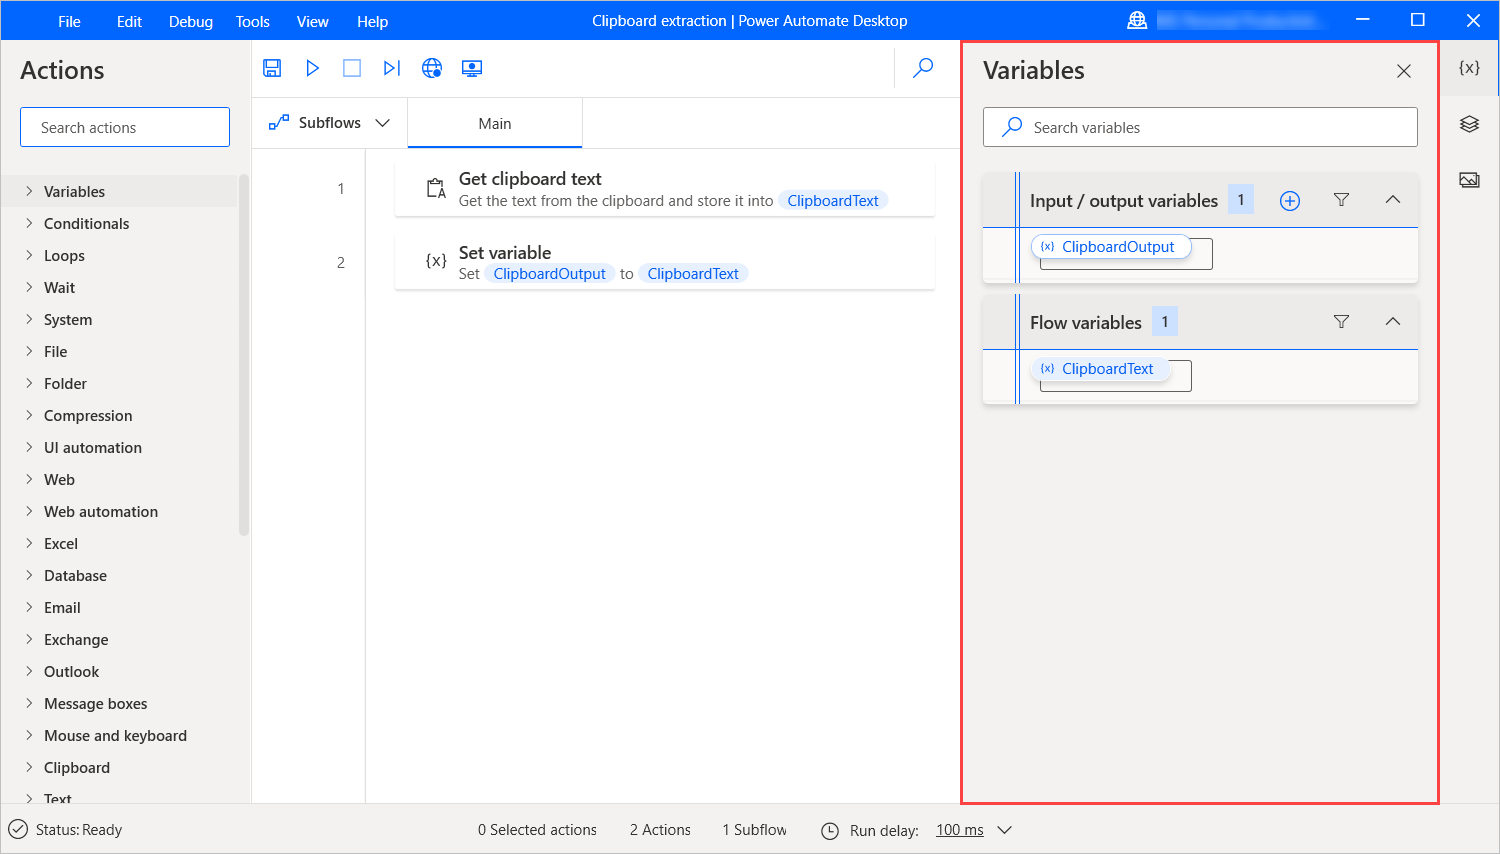 File Edit Debug Tools View Help Clipboard extraction | Power Automate Desktop
Actions
Search actions
Variables
Conditionals
Loops
Wait
System
File
Folder
Compression
UI automation
Web
Web automation
Excel
Database
Email
Exchange
Outlook
Message boxes
Mouse and keyboard
Clipboard
Text
Subflows Main
1 Get clipboard text
Get the text from the clipboard and store it into ClipboardText
2 {x} Set variable
Set ClipboardOutput to ClipboardText
Variables
Search variables
Input / output variables 1
{x} ClipboardOutput
Flow variables 1
{x} ClipboardText
{x}
Status: Ready 0 Selected actions 2 Actions 1 Subflow Run delay: 100 ms